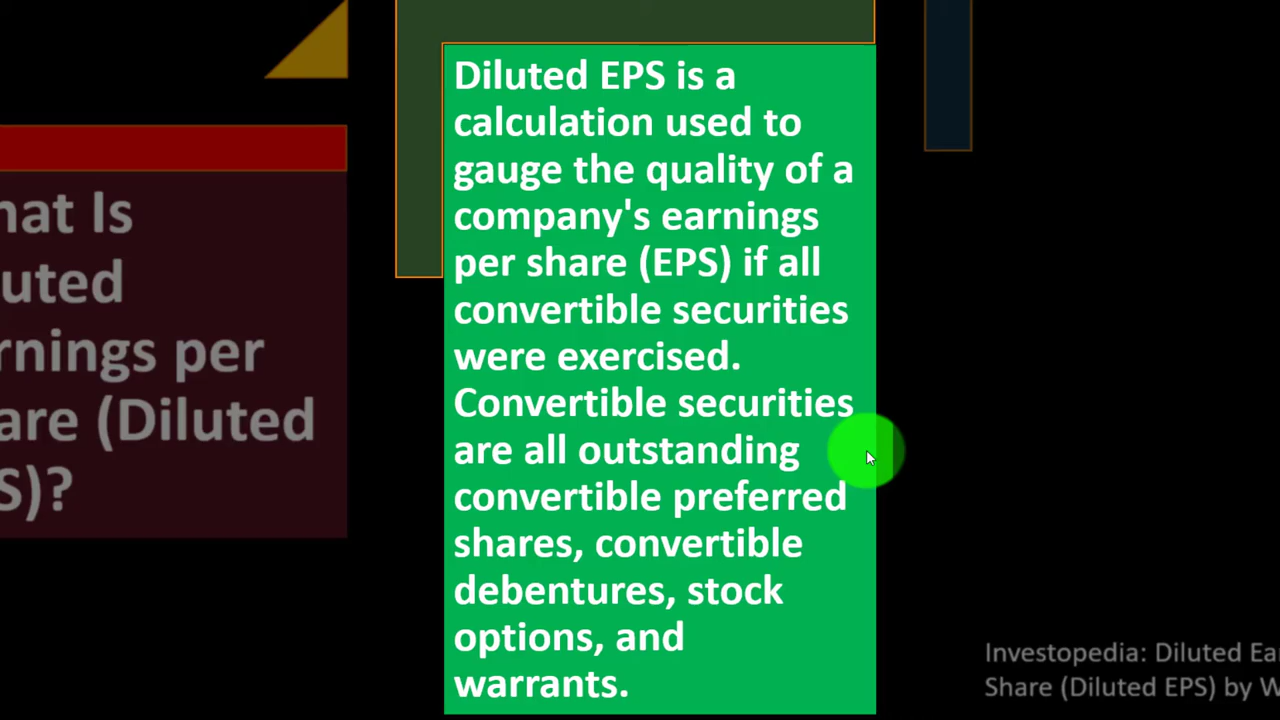 hat Is
uted
rnings per
are (Diluted
S)?
Diluted EPS is a
calculation used to
gauge the quality of a
company's earnings
per share (EPS) if all
convertible securities
were exercised.
Convertible securities
are all outstanding
convertible preferred
shares, convertible
debentures, stock
options, and
warrants.
Investopedia: Diluted Ea
Share (Diluted EPS) by W